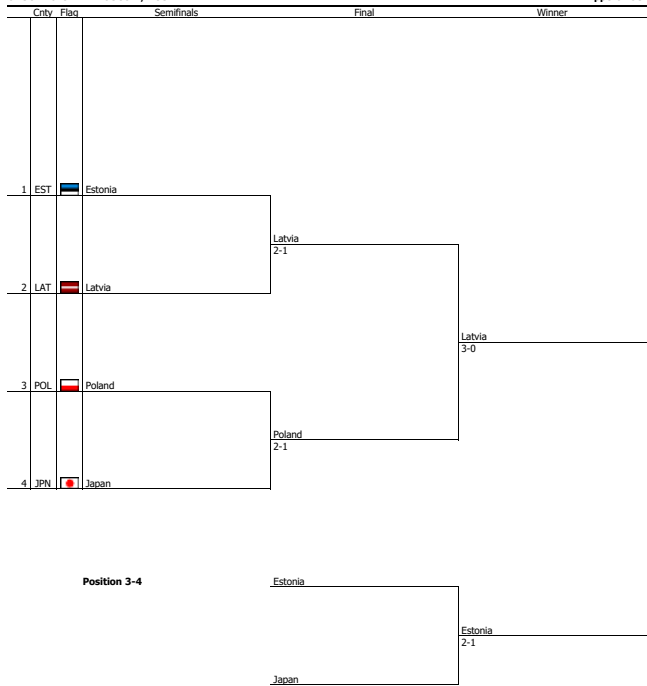 Cnty Flag Semifinals Final Winner
1 EST Estonia
Latvia
2-1
2 LAT Latvia
Latvia
3-0
3 POL Poland
Poland
2-1
4 JPN Japan
Position 3-4 Estonia
Estonia
2-1
Japan